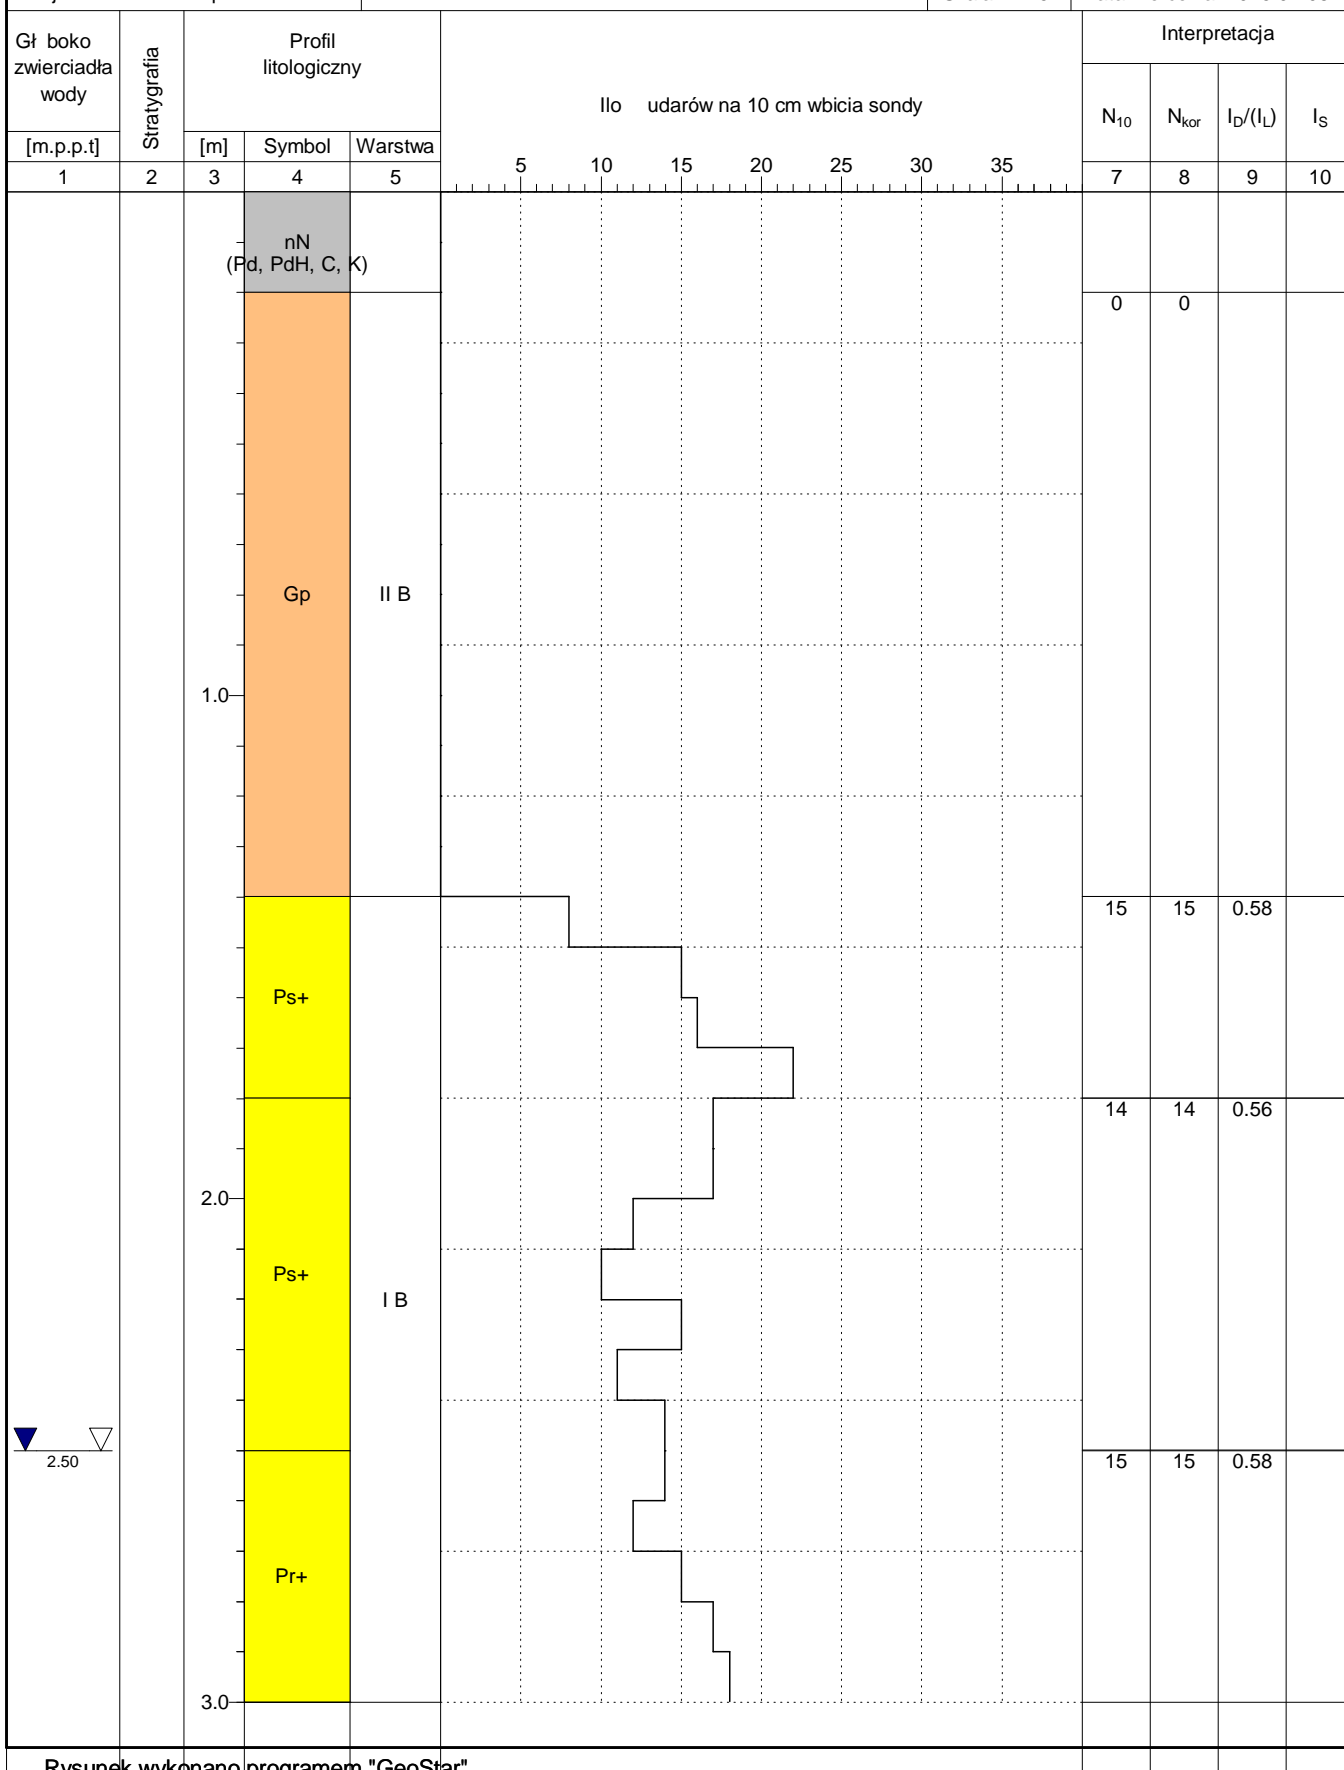 Gł boko
zwierciadła
wody
[m.p.p.t]
Stratygrafia
Profil
litologiczny
[m] Symbol Warstwa
Ilo udarów na 10 cm wbicia sondy
Interpretacja
N10 Nkor ID/(IL) IS
5 10 15 20 25 30 35
1 2 3 4 5 7 8 9 10
nN
(Pd, PdH, C, K)
0 0
Gp II B
1.0
15 15 0.58
Ps+
14 14 0.56
2.0
Ps+
I B
2.50
15 15 0.58
Pr+
3.0
Rysunek wykonano programem "GeoStar"